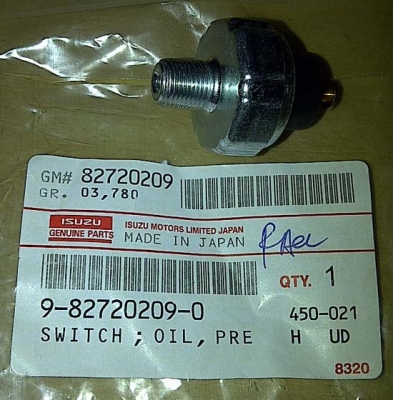 GM# 82720209
GR. 03,780
ISUZU
GENUINE PARTS
ISUZU MOTORS LIMITED JAPAN
MADE IN JAPAN
QTY. 1
9-82720209-0
450-021
SWITCH ; OIL, PRE H UD
8320